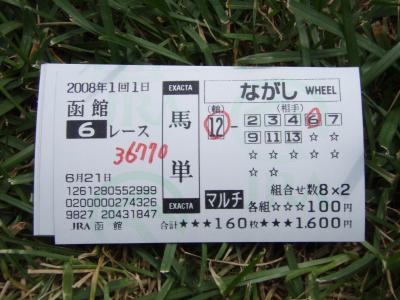 2008年1回1日
函館
6レース
36770
6月21日
1261280552999
0200000274326
9827 20431847
JRA 函館
EXACTA
馬単
EXACTA
ながし WHEEL
(軸) (相手)
12-2 3 4 6 7
9 11 13 ☆ ☆
☆ ☆ ☆ ☆ ☆
☆ ☆ ☆
マルチ 組合せ数8×2
各組☆☆☆100円
合計★★★160枚★★★1,600円